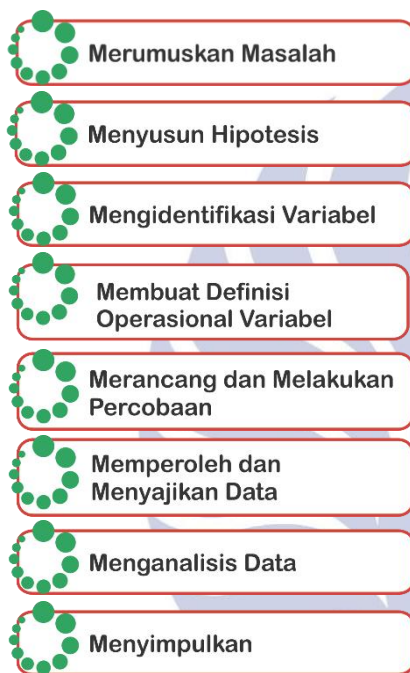 Merumuskan Masalah
Menyusun Hipotesis
Mengidentifikasi Variabel
Membuat Definisi
Operasional Variabel
Merancang dan Melakukan
Percobaan
Memperoleh dan
Menyajikan Data
Menganalisis Data
Menyimpulkan